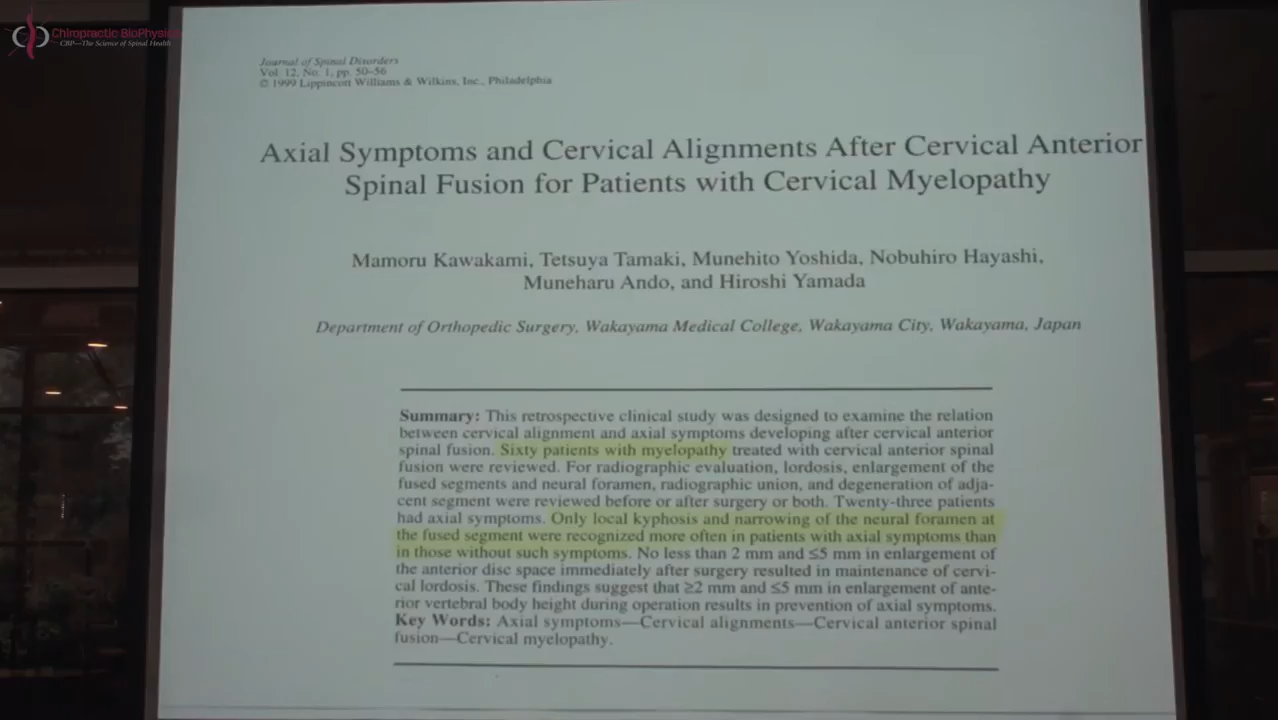 Chiropractic BioPhysics
CBP—The Science of Spinal Health
Journal of Spinal Disorders
Vol. 12, No. 1, pp. 50–56
© 1999 Lippincott Williams & Wilkins, Inc., Philadelphia
Axial Symptoms and Cervical Alignments After Cervical Anterior
Spinal Fusion for Patients with Cervical Myelopathy
Mamoru Kawakami, Tetsuya Tamaki, Munehito Yoshida, Nobuhiro Hayashi,
Muneharu Ando, and Hiroshi Yamada
Department of Orthopedic Surgery, Wakayama Medical College, Wakayama City, Wakayama, Japan
Summary: This retrospective clinical study was designed to examine the relation
between cervical alignment and axial symptoms developing after cervical anterior
spinal fusion. Sixty patients with myelopathy treated with cervical anterior spinal
fusion were reviewed. For radiographic evaluation, lordosis, enlargement of the
fused segments and neural foramen, radiographic union, and degeneration of adja-
cent segment were reviewed before or after surgery or both. Twenty-three patients
had axial symptoms. Only local kyphosis and narrowing of the neural foramen at
the fused segment were recognized more often in patients with axial symptoms than
in those without such symptoms. No less than 2 mm and ≤5 mm in enlargement of
the anterior disc space immediately after surgery resulted in maintenance of cervi-
cal lordosis. These findings suggest that ≥2 mm and ≤5 mm in enlargement of ante-
rior vertebral body height during operation results in prevention of axial symptoms.
Key Words: Axial symptoms—Cervical alignments—Cervical anterior spinal
fusion—Cervical myelopathy.